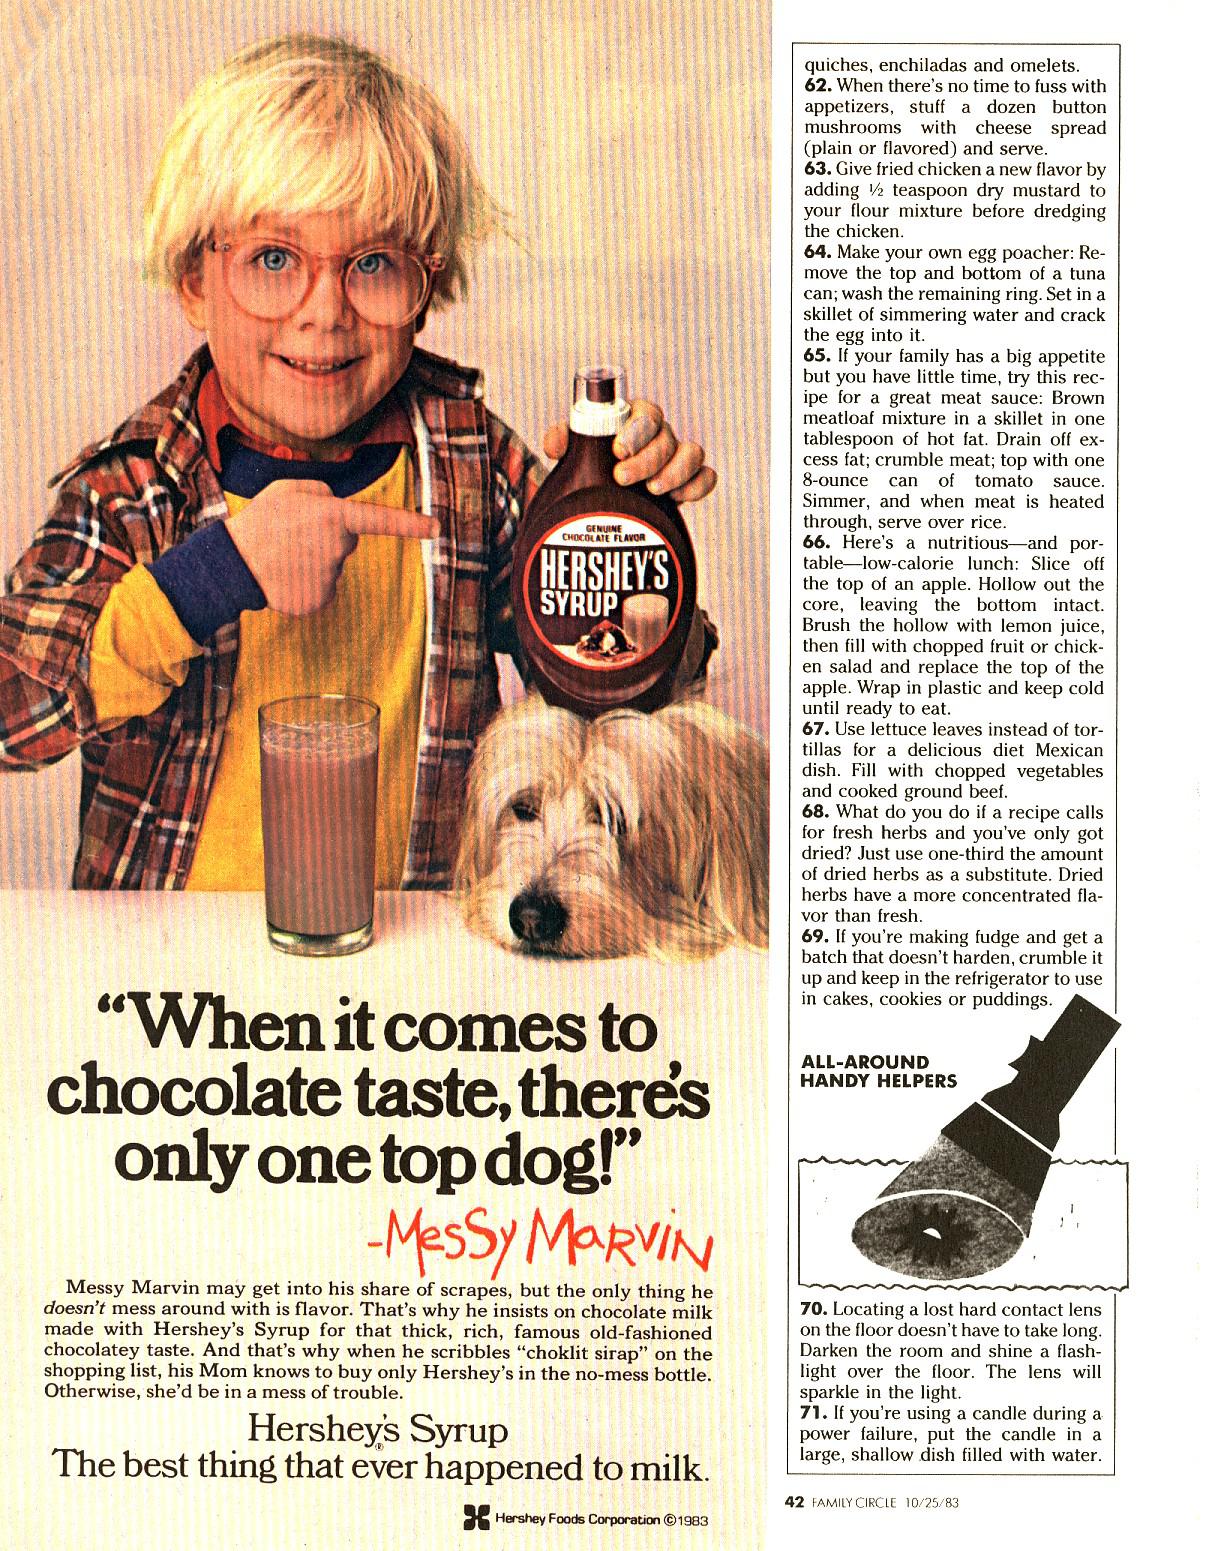 GENUINE
CHOCOLATE FLAVOR
HERSHEY'S
SYRUP
“When it comes to
chocolate taste, there's
only one top dog!”
-Messy Marvin
Messy Marvin may get into his share of scrapes, but the only thing he
doesn't mess around with is flavor. That's why he insists on chocolate milk
made with Hershey's Syrup for that thick, rich, famous old-fashioned
chocolatey taste. And that's why when he scribbles “choklit sirap” on the
shopping list, his Mom knows to buy only Hershey's in the no-mess bottle.
Otherwise, she'd be in a mess of trouble.
Hershey's® Syrup
The best thing that ever happened to milk.
Hershey Foods Corporation ©1983
quiches, enchiladas and omelets.
62. When there's no time to fuss with
appetizers, stuff a dozen button
mushrooms with cheese spread
(plain or flavored) and serve.
63. Give fried chicken a new flavor by
adding ½ teaspoon dry mustard to
your flour mixture before dredging
the chicken.
64. Make your own egg poacher: Re-
move the top and bottom of a tuna
can; wash the remaining ring. Set in a
skillet of simmering water and crack
the egg into it.
65. If your family has a big appetite
but you have little time, try this rec-
ipe for a great meat sauce: Brown
meatloaf mixture in a skillet in one
tablespoon of hot fat. Drain off ex-
cess fat; crumble meat; top with one
8-ounce can of tomato sauce.
Simmer, and when meat is heated
through, serve over rice.
66. Here's a nutritious—and por-
table—low-calorie lunch: Slice off
the top of an apple. Hollow out the
core, leaving the bottom intact.
Brush the hollow with lemon juice,
then fill with chopped fruit or chick-
en salad and replace the top of the
apple. Wrap in plastic and keep cold
until ready to eat.
67. Use lettuce leaves instead of tor-
tillas for a delicious diet Mexican
dish. Fill with chopped vegetables
and cooked ground beef.
68. What do you do if a recipe calls
for fresh herbs and you've only got
dried? Just use one-third the amount
of dried herbs as a substitute. Dried
herbs have a more concentrated fla-
vor than fresh.
69. If you're making fudge and get a
batch that doesn't harden, crumble it
up and keep in the refrigerator to use
in cakes, cookies or puddings.
ALL-AROUND
HANDY HELPERS
70. Locating a lost hard contact lens
on the floor doesn't have to take long.
Darken the room and shine a flash-
light over the floor. The lens will
sparkle in the light.
71. If you're using a candle during a
power failure, put the candle in a
large, shallow dish filled with water.
42 FAMILY CIRCLE 10/25/83